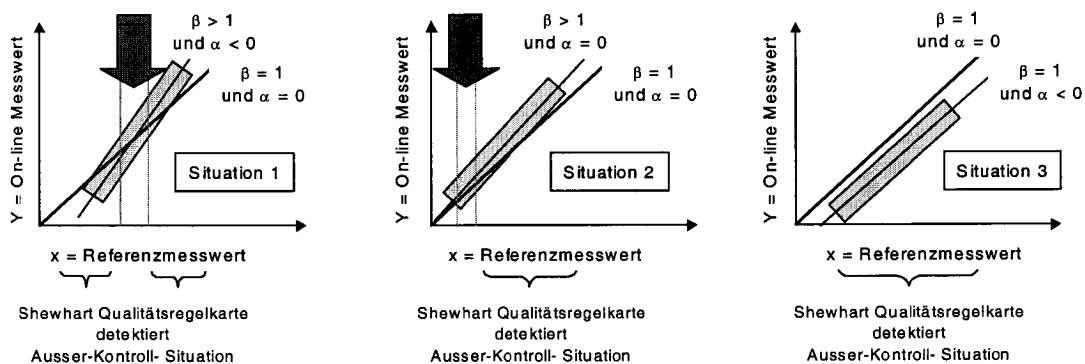 β > 1
und α < 0
β = 1
und α = 0
Y = On-line Messwert
Situation 1
x = Referenzmesswert
Shewhart Qualitätsregelkarte
detektiert
Ausser-Kontroll- Situation
β > 1
und α = 0
β = 1
und α = 0
Y = On-line Messwert
Situation 2
x = Referenzmesswert
Shewhart Qualitätsregelkarte
detektiert
Ausser-Kontroll- Situation
β = 1
und α = 0
β = 1
und α < 0
Y = On-line Messwert
Situation 3
x = Referenzmesswert
Shewhart Qualitätsregelkarte
detektiert
Ausser-Kontroll- Situation